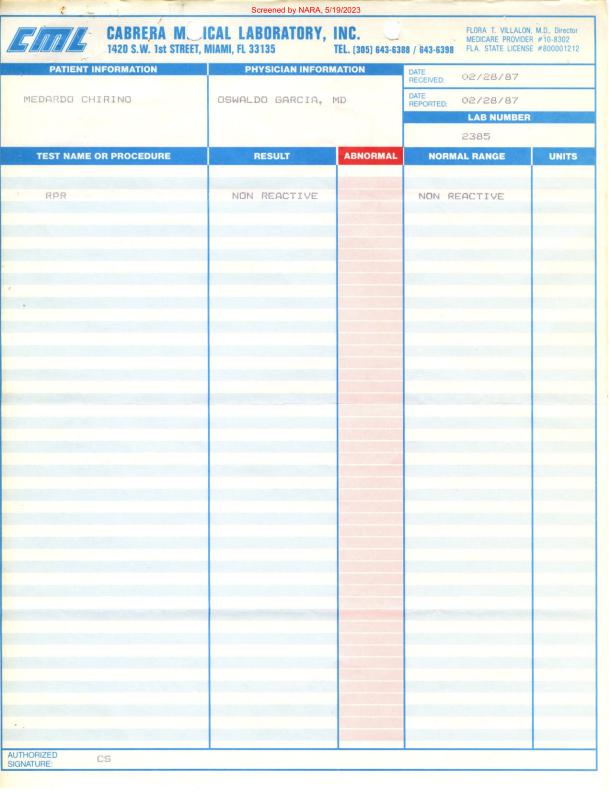 Screened by NARA, 5/19/2023
CML
CABRERA M ICAL LABORATORY, INC.
1420 S.W. 1st STREET, MIAMI, FL 33135
TEL. (305) 643-6388 / 643-6398
FLORA T. VILLALON, M.D., Director
MEDICARE PROVIDER #10-8302
FLA. STATE LICENSE #800001212
PATIENT INFORMATION
PHYSICIAN INFORMATION
MEDARDO CHIRINO
OSWALDO GARCIA, MD
DATE RECEIVED: 02/28/87
DATE REPORTED: 02/28/87
LAB NUMBER
2385
TEST NAME OR PROCEDURE RESULT ABNORMAL NORMAL RANGE UNITS
RPR NON REACTIVE NON REACTIVE
AUTHORIZED SIGNATURE: CS